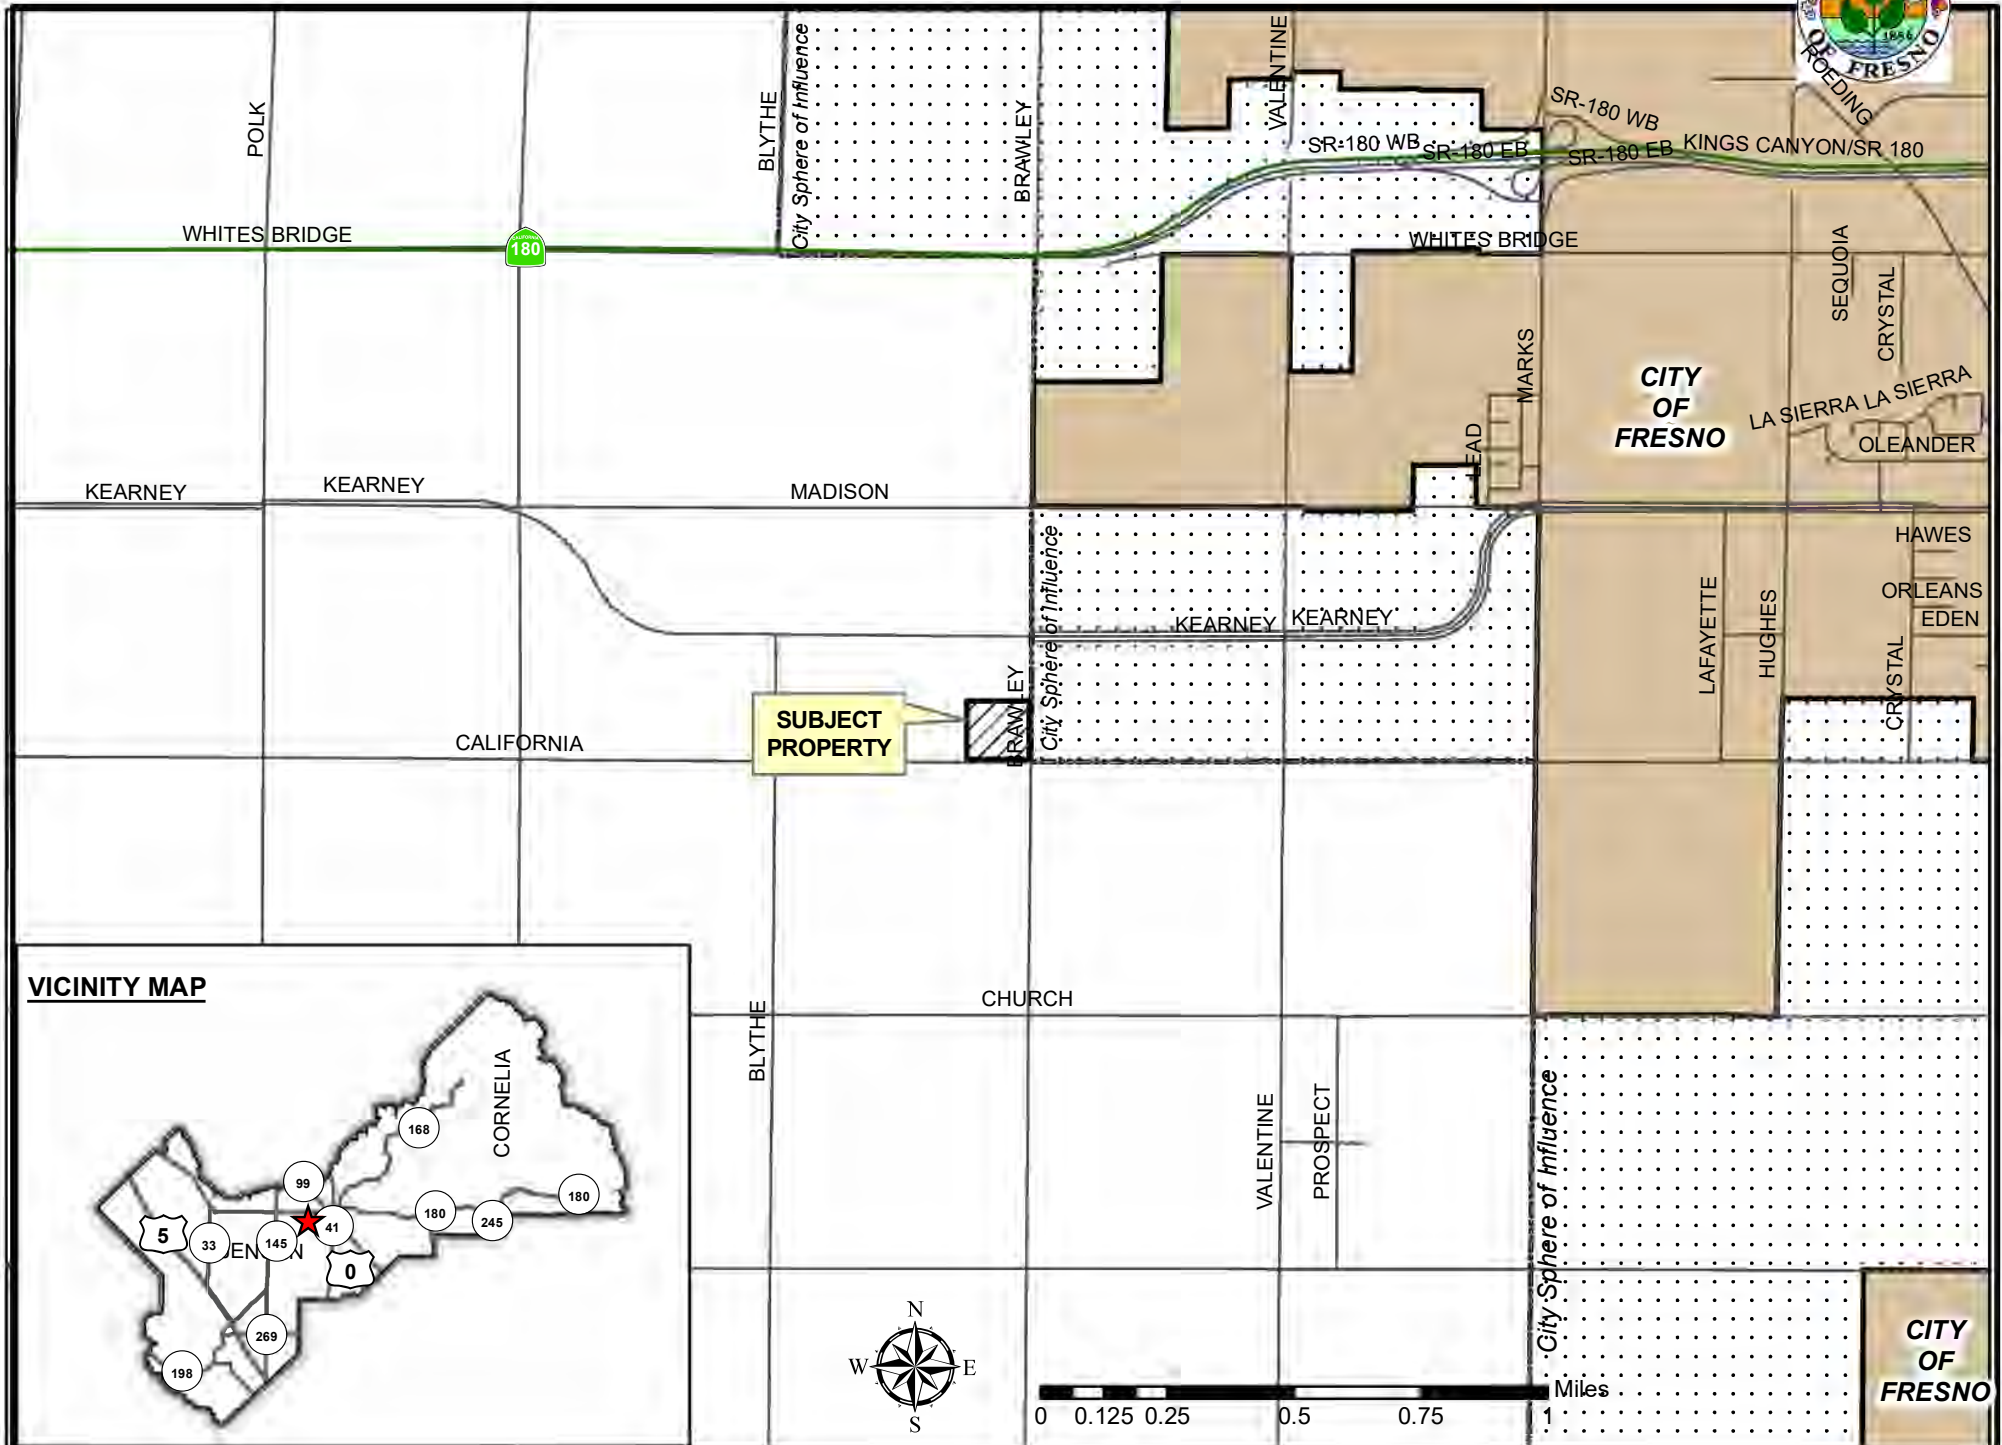 1886
OF FRESNO
ROEDING
POLK
BLYTHE
City Sphere of Influence
BRAWLEY
VALENTINE
SR-180 WB
SR-180 WB
SR-180 EB
SR-180 EB
KINGS CANYON/SR 180
WHITES BRIDGE
CALIFORNIA
180
WHITES BRIDGE
SEQUOIA
CRYSTAL
MARKS
CITY
OF
FRESNO
LA SIERRA
LA SIERRA
OLEANDER
KEARNEY
KEARNEY
MADISON
HAWES
ORLEANS
EDEN
LAFAYETTE
HUGHES
CRYSTAL
City Sphere of Influence
KEARNEY
KEARNEY
BRAWLEY
SUBJECT
PROPERTY
CALIFORNIA
VICINITY MAP
CORNELIA
168
99
41
180
245
180
5
33
145
0
269
198
BLYTHE
CHURCH
VALENTINE
PROSPECT
City Sphere of Influence
N
W
E
S
Miles
0
0.125
0.25
0.5
0.75
1
CITY
OF
FRESNO